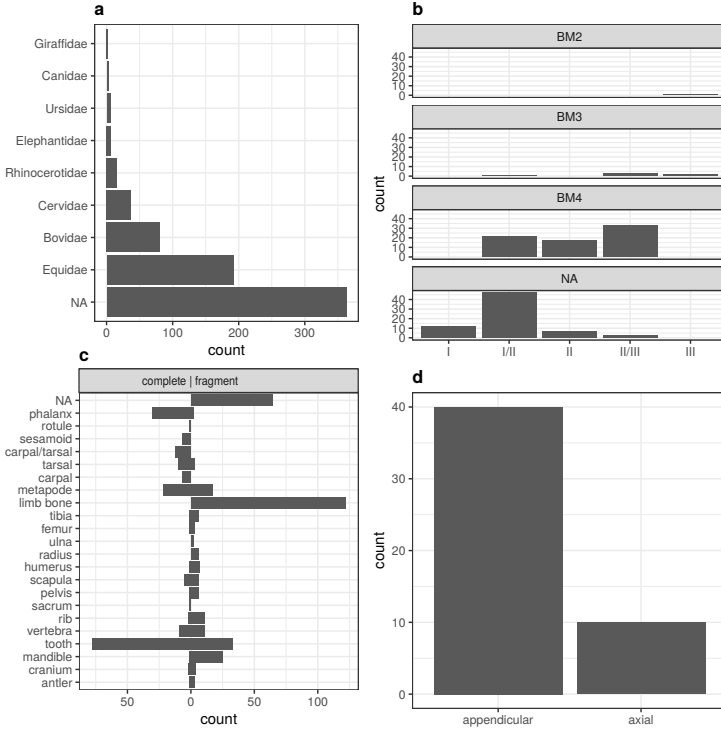 a
Giraffidae
Canidae
Ursidae
Elephantidae
Rhinocerotidae
Cervidae
Bovidae
Equidae
NA
0 100 200 300
count
b
BM2
40
30
20
10
0
BM3
40
30
20
10
0
BM4
40
30
20
10
0
NA
40
30
20
10
0
count
I I/II II II/III III
c
complete | fragment
NA
phalanx
rotule
sesamoid
carpal/tarsal
tarsal
carpal
metapode
limb bone
tibia
femur
ulna
radius
humerus
scapula
pelvis
sacrum
rib
vertebra
tooth
mandible
cranium
antler
50 0 50 100
count
d
40
30
20
10
0
count
appendicular axial